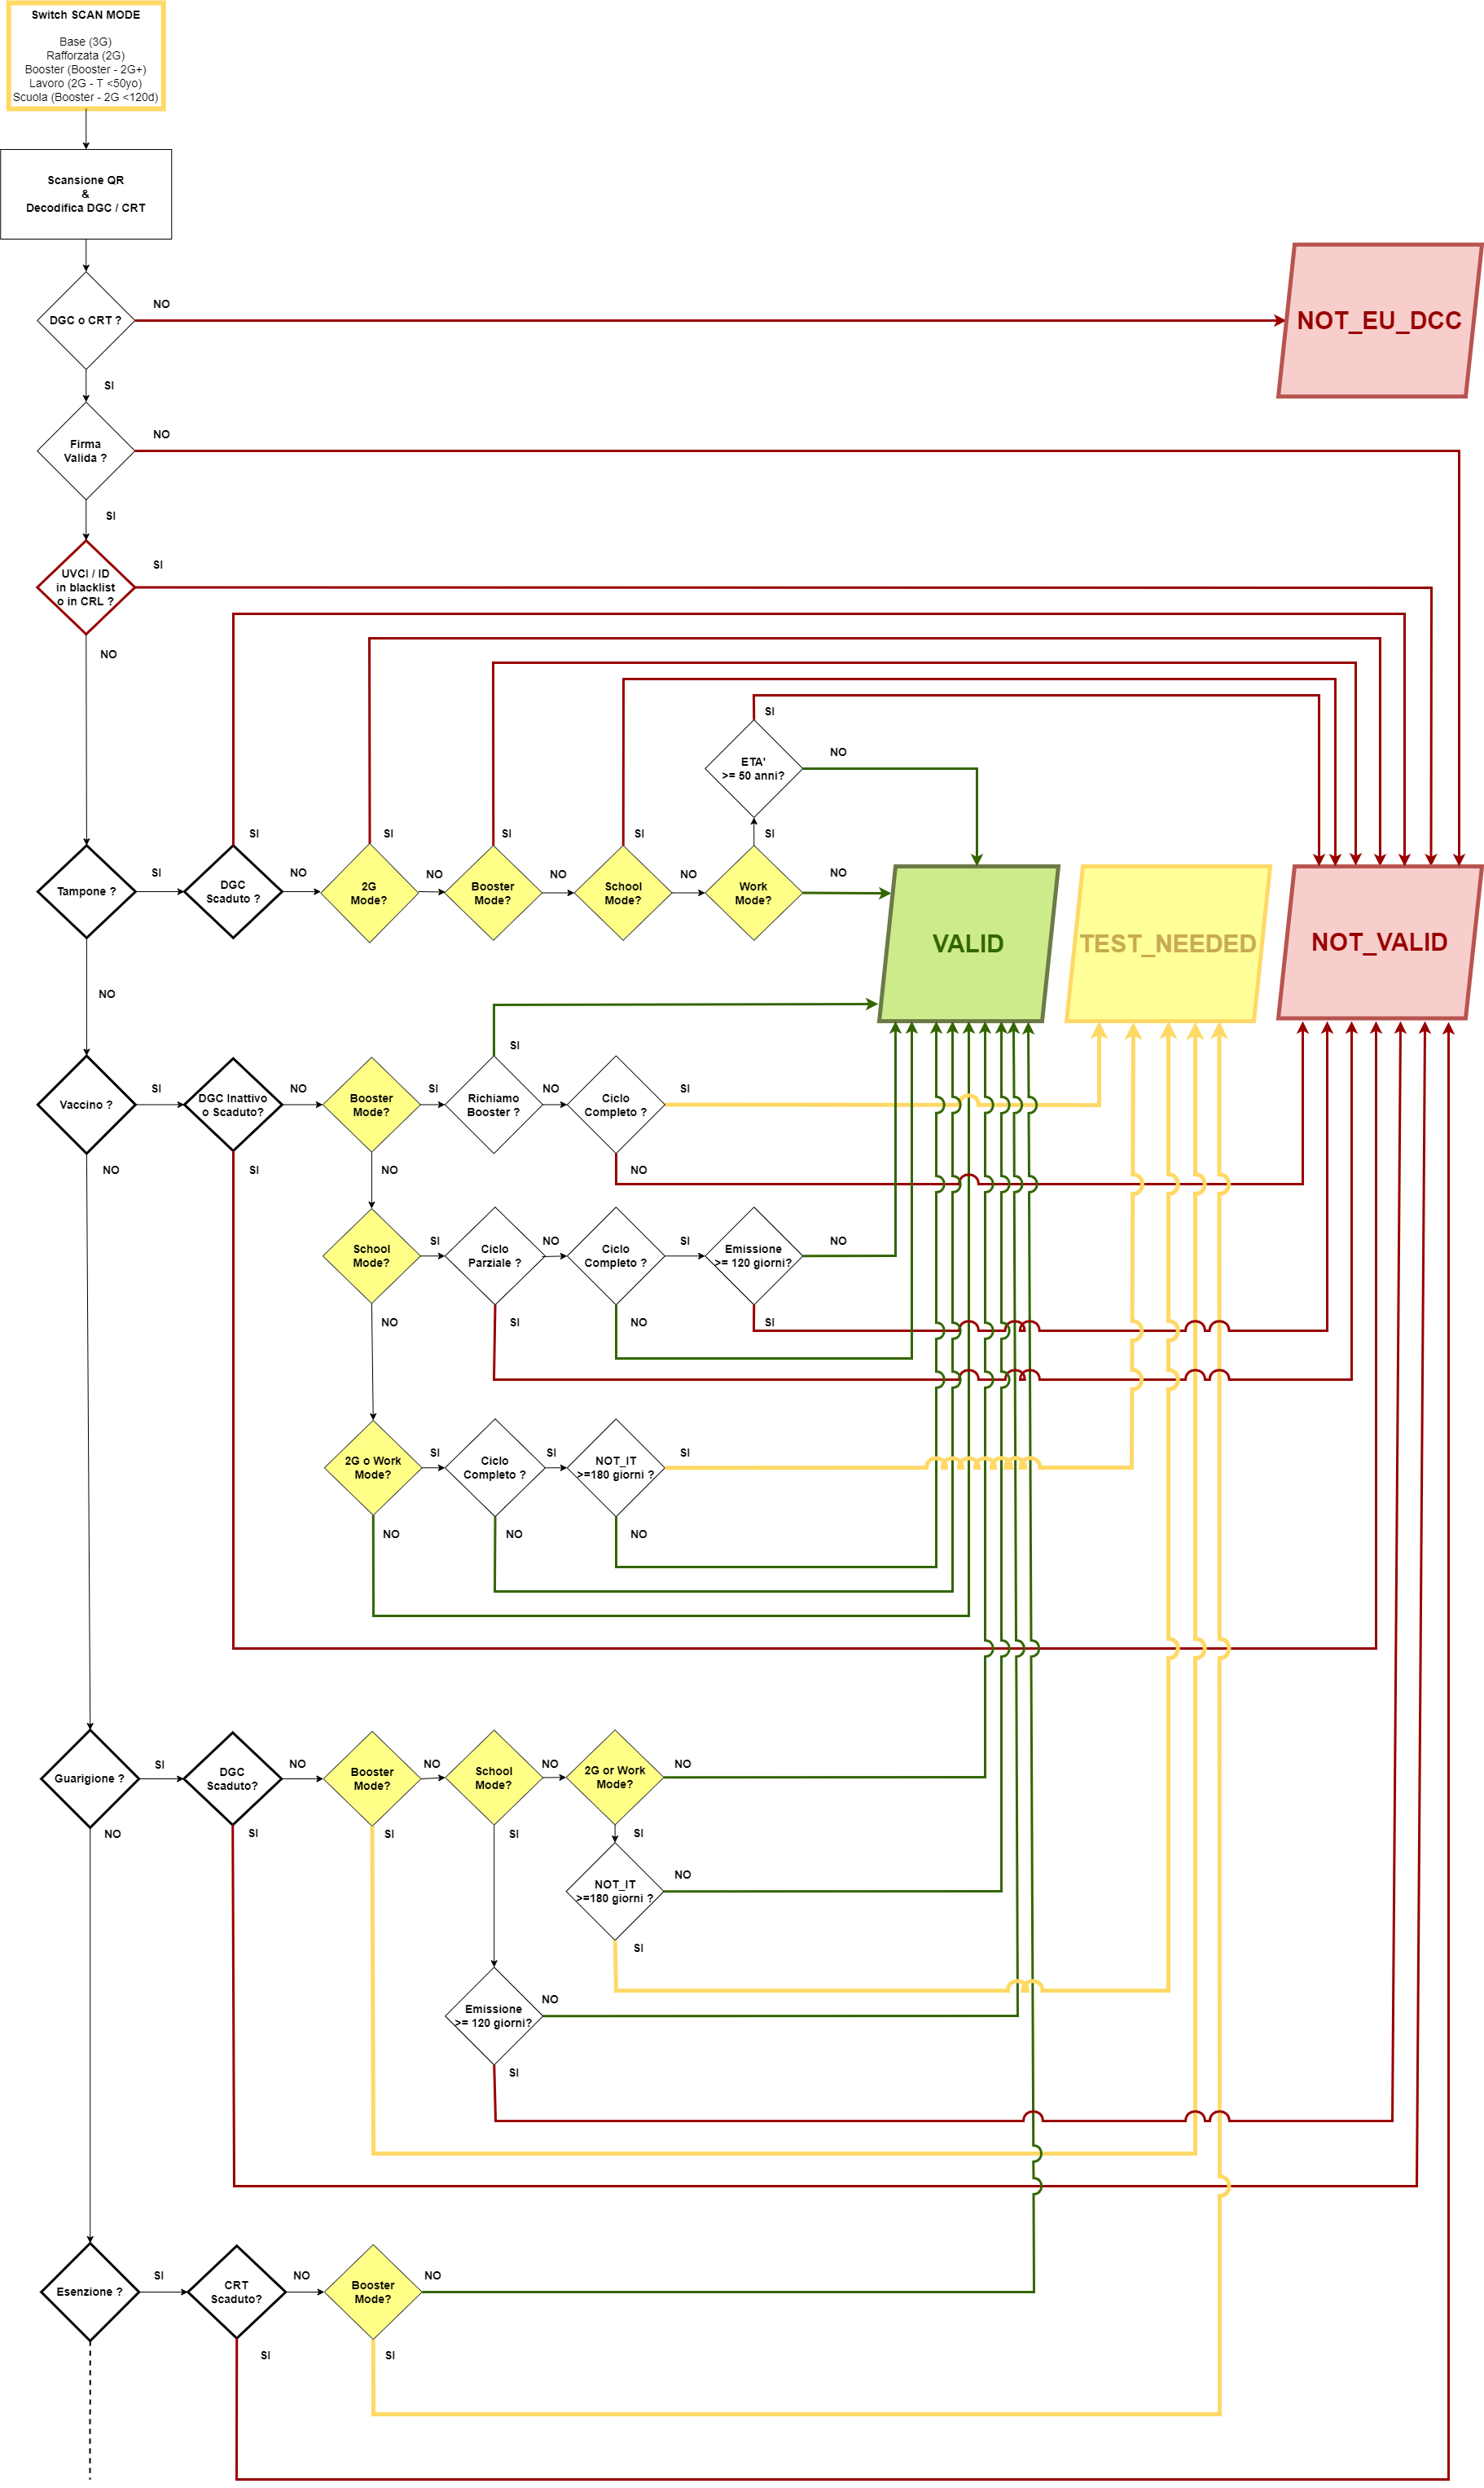 Switch SCAN MODE
Base (3G)
Rafforzata (2G)
Booster (Booster - 2G+)
Lavoro (2G - T <50yo)
Scuola (Booster - 2G <120d)
Scansione QR
&
Decodifica DGC / CRT
DGC o CRT ?
NO
NOT_EU_DCC
SI
Firma
Valida ?
NO
SI
UVCI / ID
in blacklist
o in CRL ?
SI
NO
ETA'
>= 50 anni?
SI
NO
Tampone ?
SI
DGC
Scaduto ?
SI
NO
2G
Mode?
SI
NO
Booster
Mode?
SI
NO
School
Mode?
SI
NO
Work
Mode?
SI
NO
VALID
TEST_NEEDED
NOT_VALID
NO
Vaccino ?
SI
DGC Inattivo
o Scaduto?
NO
Booster
Mode?
SI
Richiamo
Booster ?
SI
NO
Ciclo
Completo ?
SI
NO
SI
NO
NO
School
Mode?
SI
Ciclo
Parziale ?
NO
Ciclo
Completo ?
SI
Emissione
>= 120 giorni?
NO
NO
SI
NO
SI
2G o Work
Mode?
SI
Ciclo
Completo ?
SI
NOT_IT
>=180 giorni ?
SI
NO
NO
NO
Guarigione ?
SI
DGC
Scaduto?
NO
Booster
Mode?
NO
School
Mode?
NO
2G or Work
Mode?
NO
NO
SI
SI
SI
SI
NOT_IT
>=180 giorni ?
NO
SI
Emissione
>= 120 giorni?
NO
SI
Esenzione ?
SI
CRT
Scaduto?
NO
Booster
Mode?
NO
SI
SI